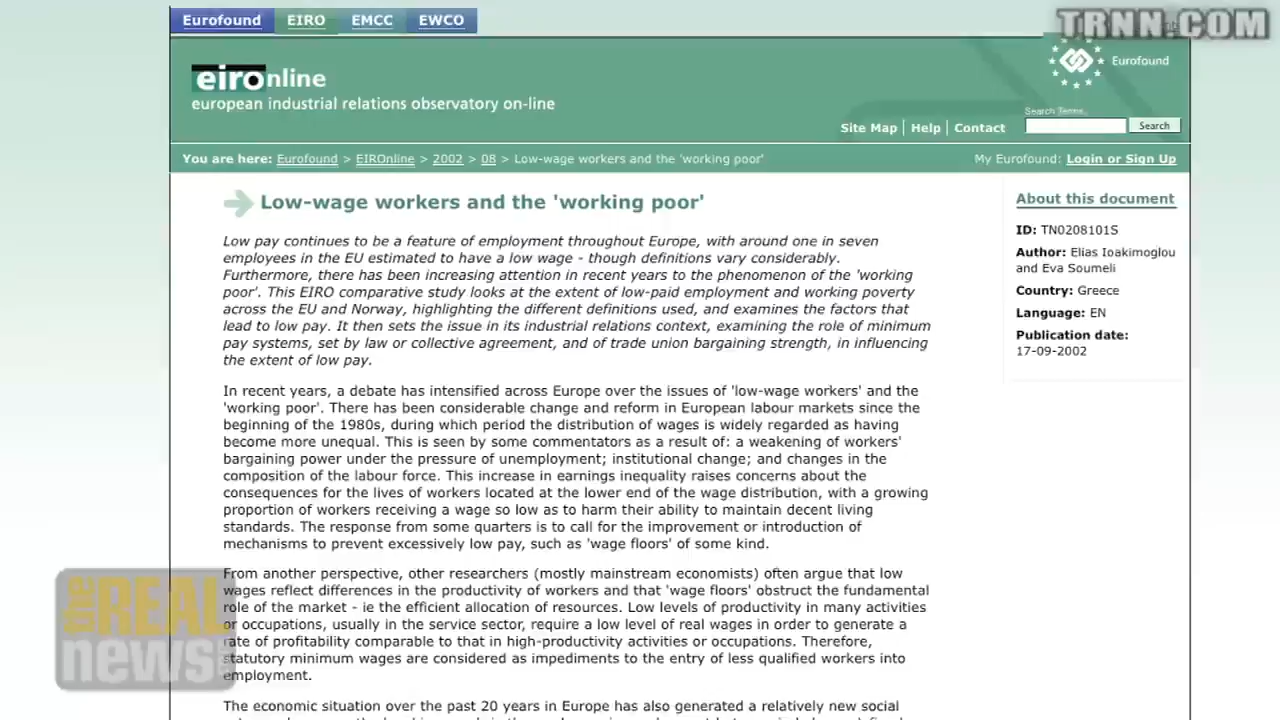 Eurofound EIRO EMCC EWCO
TRNN.COM
eironline
european industrial relations observatory on-line
Eurofound
Search Terms
Site Map | Help | Contact
Search
You are here: Eurofound > EIROnline > 2002 > 08 > Low-wage workers and the 'working poor'
My Eurofound: Login or Sign Up
Low-wage workers and the 'working poor'
Low pay continues to be a feature of employment throughout Europe, with around one in seven
employees in the EU estimated to have a low wage - though definitions vary considerably.
Furthermore, there has been increasing attention in recent years to the phenomenon of the 'working
poor'. This EIRO comparative study looks at the extent of low-paid employment and working poverty
across the EU and Norway, highlighting the different definitions used, and examines the factors that
lead to low pay. It then sets the issue in its industrial relations context, examining the role of minimum
pay systems, set by law or collective agreement, and of trade union bargaining strength, in influencing
the extent of low pay.
In recent years, a debate has intensified across Europe over the issues of 'low-wage workers' and the
'working poor'. There has been considerable change and reform in European labour markets since the
beginning of the 1980s, during which period the distribution of wages is widely regarded as having
become more unequal. This is seen by some commentators as a result of: a weakening of workers'
bargaining power under the pressure of unemployment; institutional change; and changes in the
composition of the labour force. This increase in earnings inequality raises concerns about the
consequences for the lives of workers located at the lower end of the wage distribution, with a growing
proportion of workers receiving a wage so low as to harm their ability to maintain decent living
standards. The response from some quarters is to call for the improvement or introduction of
mechanisms to prevent excessively low pay, such as 'wage floors' of some kind.
From another perspective, other researchers (mostly mainstream economists) often argue that low
wages reflect differences in the productivity of workers and that 'wage floors' obstruct the fundamental
role of the market - ie the efficient allocation of resources. Low levels of productivity in many activities
or occupations, usually in the service sector, require a low level of real wages in order to generate a
rate of profitability comparable to that in high-productivity activities or occupations. Therefore,
statutory minimum wages are considered as impediments to the entry of less qualified workers into
employment.
The economic situation over the past 20 years in Europe has also generated a relatively new social
About this document
ID: TN0208101S
Author: Elias Ioakimoglou
and Eva Soumeli
Country: Greece
Language: EN
Publication date:
17-09-2002
the REAL
news